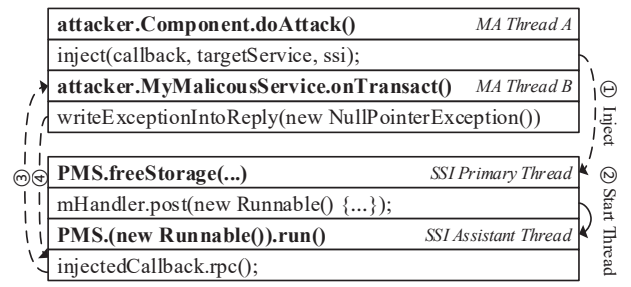 attacker.Component.doAttack() MA Thread A
inject(callback, targetService, ssi);
attacker.MyMalicousService.onTransact() MA Thread B
writeExceptionIntoReply(new NullPointerException())
① Inject
③
④
PMS.freeStorage(...) SSI Primary Thread
mHandler.post(new Runnable() {...});
PMS.(new Runnable()).run() SSI Assistant Thread
injectedCallback.rpc();
② Start Thread